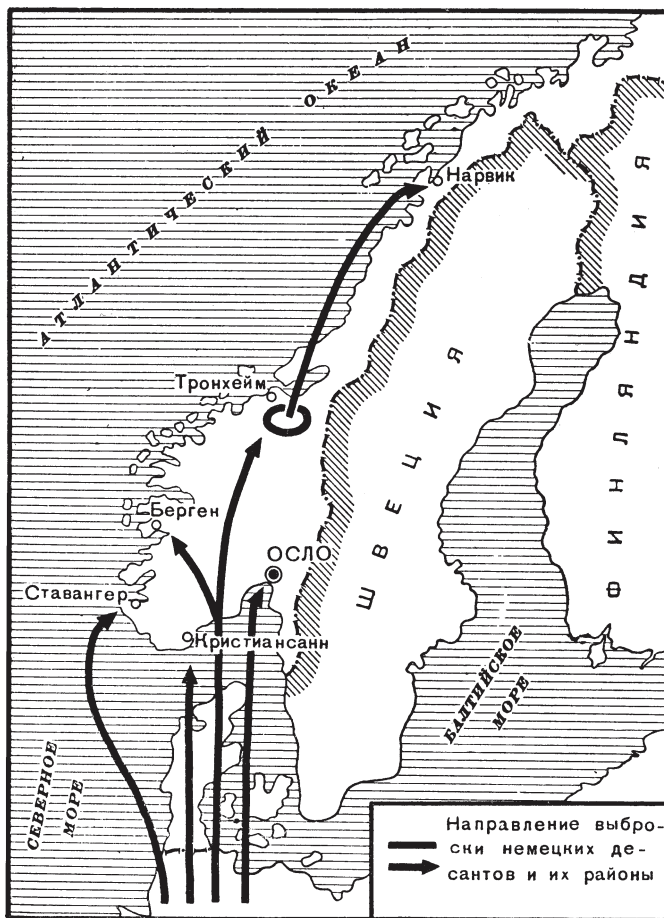 АТЛАНТИЧЕСКИЙ ОКЕАН
Нарвик
Тронхейм
Берген
ОСЛО
Ставангер
Кристиансанн
ШВЕЦИЯ
ФИНЛЯНДИЯ
БАЛТИЙСКОЕ
МОРЕ
СЕВЕРНОЕ
МОРЕ
Направление выбро-
ски немецких де-
сантов и их районы